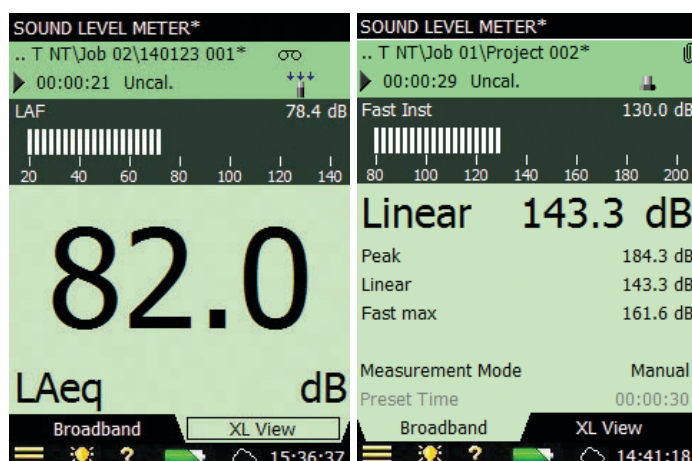 SOUND LEVEL METER*
.. T NT\Job 02\140123 001*
00:00:21 Uncal.
LAF 78.4 dB
20 40 60 80 100 120 140
82.0
LAeq dB
Broadband XL View
? 15:36:37
SOUND LEVEL METER*
.. T NT\Job 01\Project 002*
00:00:29 Uncal.
Fast Inst 130.0 dB
80 100 120 140 160 180 200
Linear 143.3 dB
Peak 184.3 dB
Linear 143.3 dB
Fast max 161.6 dB
Measurement Mode Manual
Preset Time 00:00:30
Broadband XL View
? 14:41:18